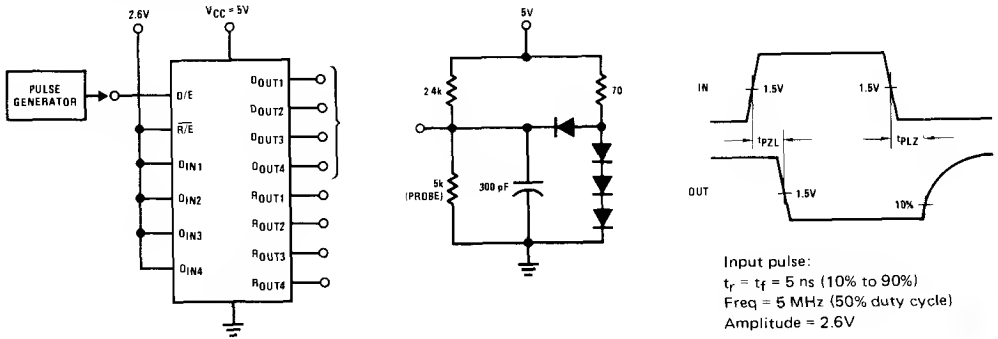 2.6V
VCC = 5V
PULSE
GENERATOR
D/E
R/E
DIN1
DIN2
DIN3
DIN4
DOUT1
DOUT2
DOUT3
DOUT4
ROUT1
ROUT2
ROUT3
ROUT4
5V
2.4k
70
5k
(PROBE)
300 pF
IN
1.5V
1.5V
tPZL
tPLZ
OUT
1.5V
10%
Input pulse:
tr = tf = 5 ns (10% to 90%)
Freq = 5 MHz (50% duty cycle)
Amplitude = 2.6V